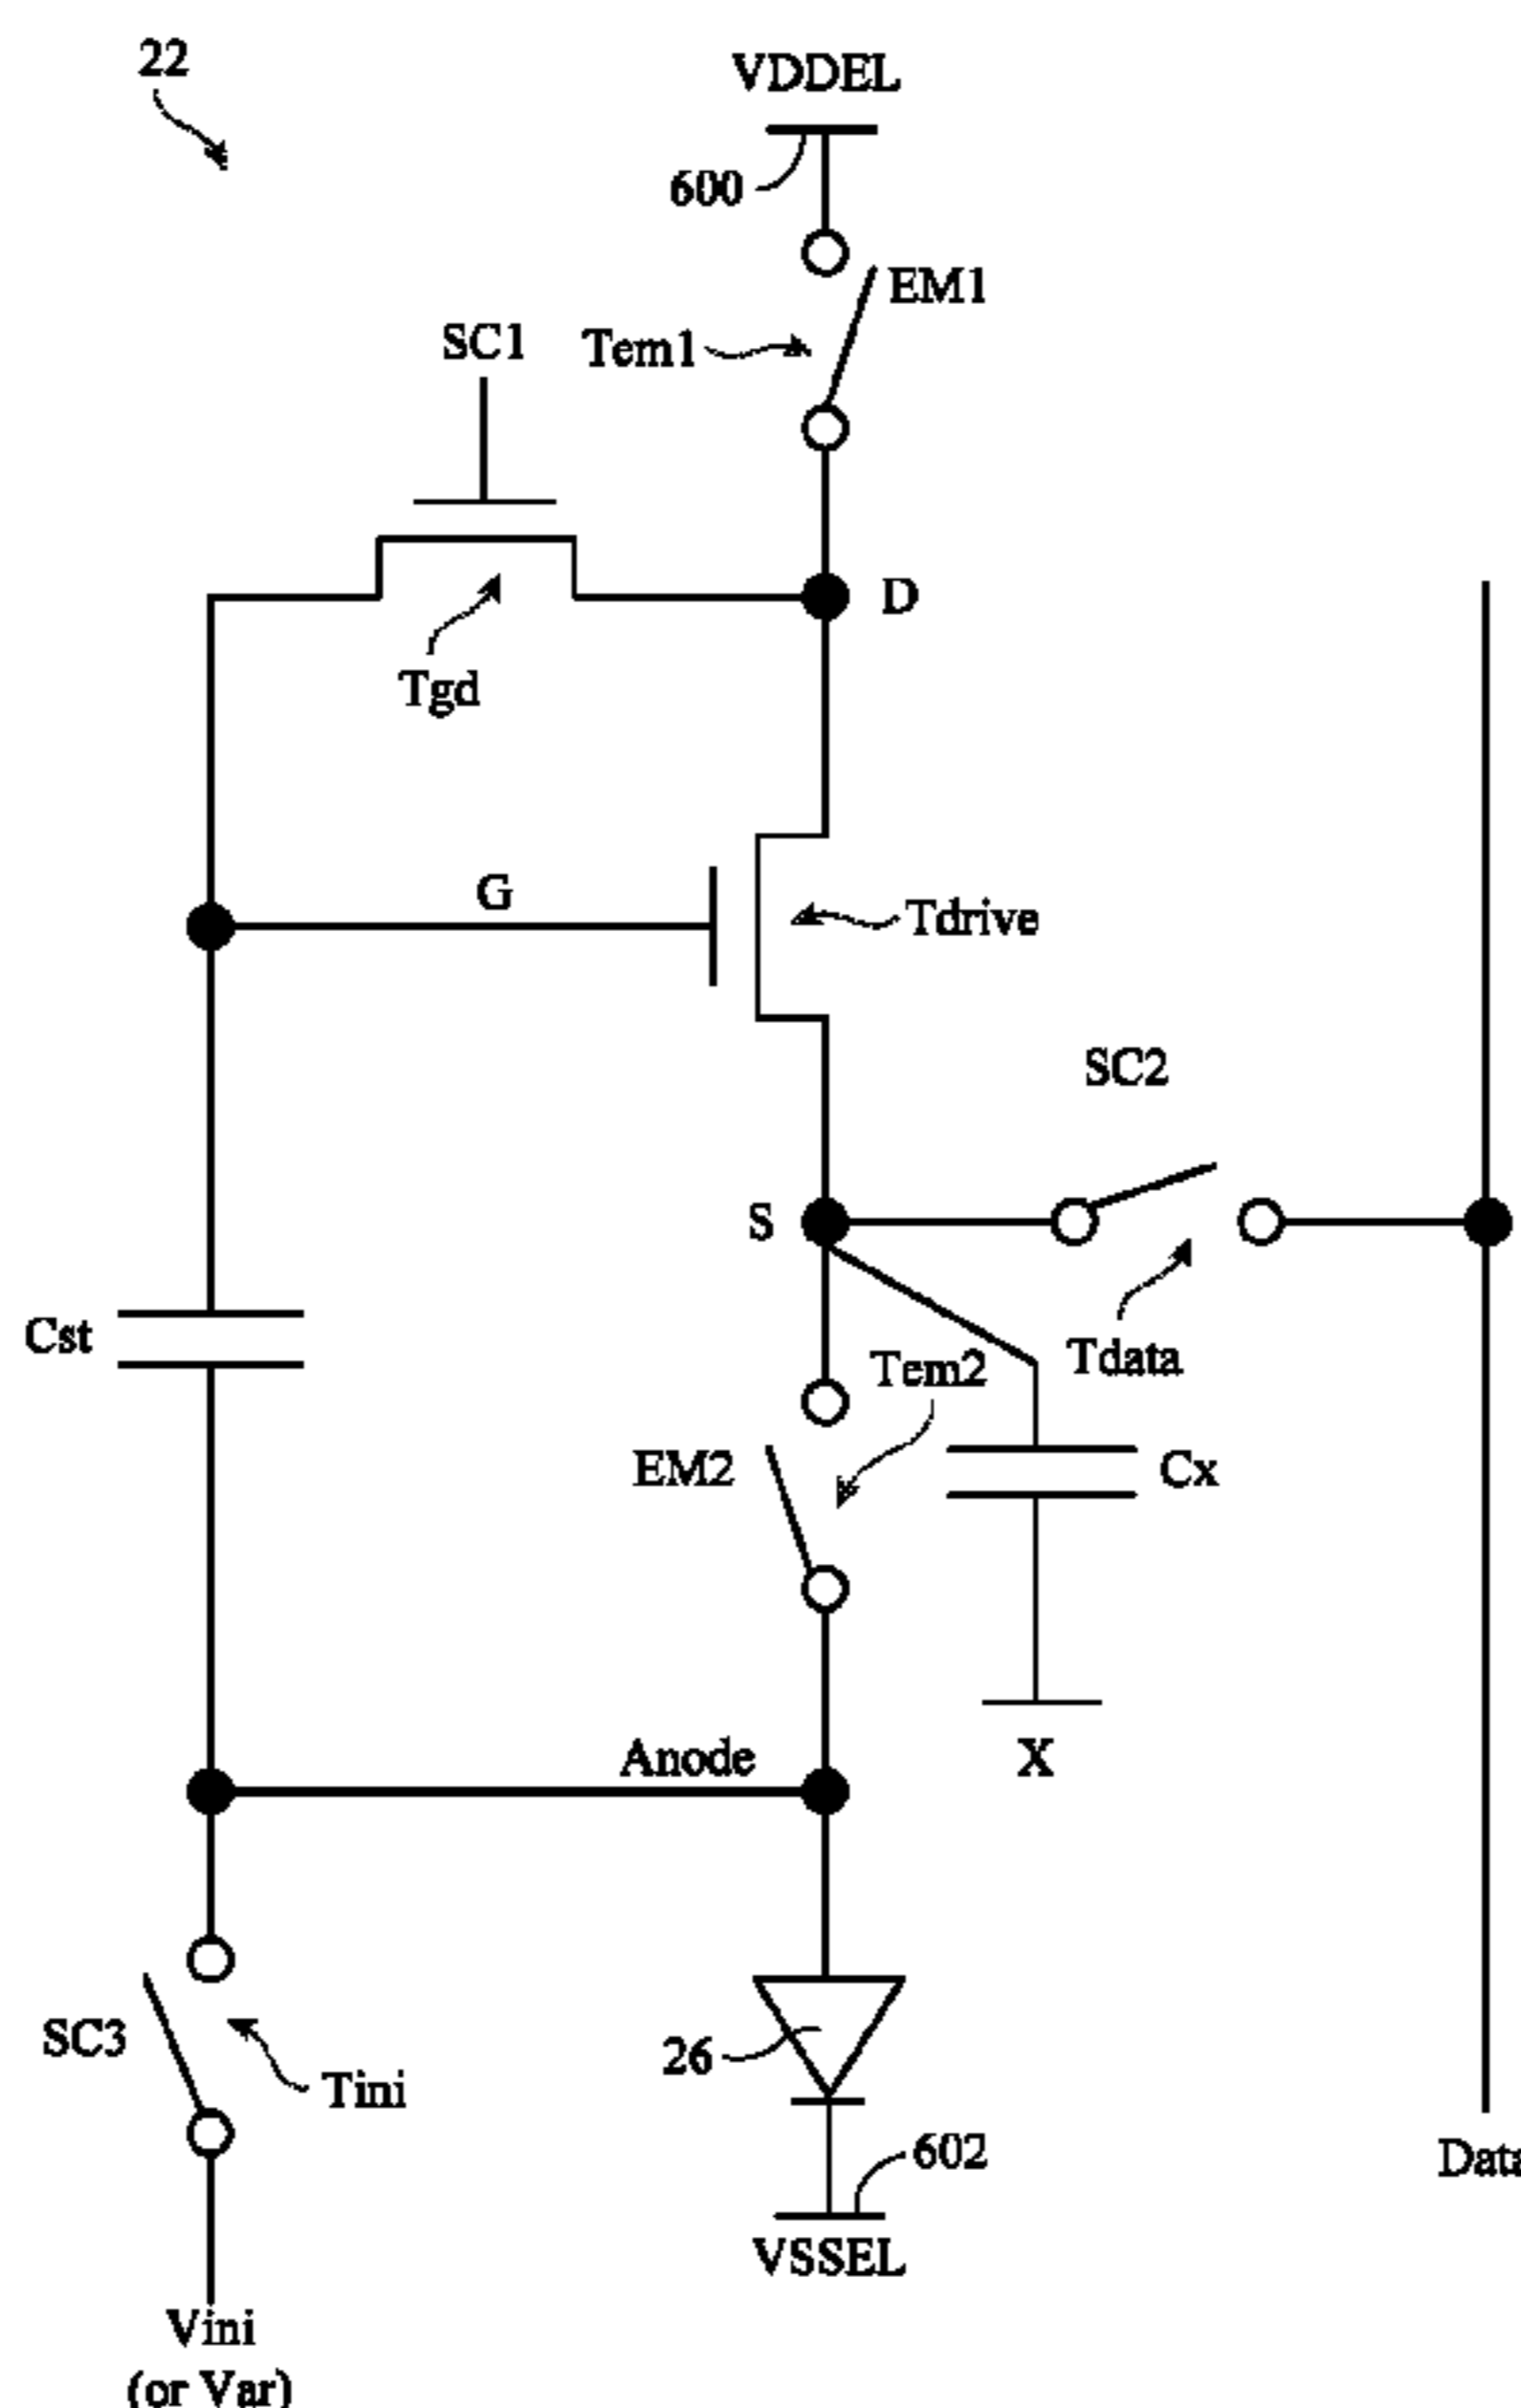 22
VDDEL
600
EM1
SC1
Tem1
D
Tgd
G
Tdrive
SC2
S
Cst
Tdata
Tem2
EM2
Cx
Anode
X
SC3
26
Tini
602
Data
VSSEL
Vini
(or Var)